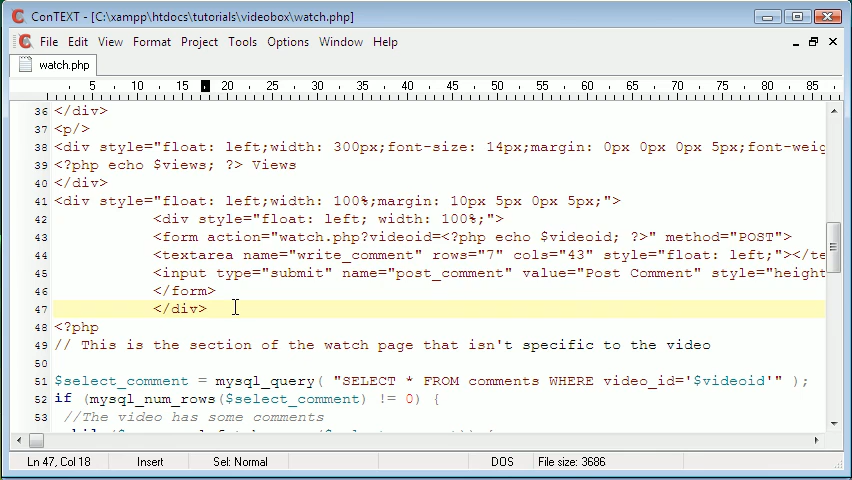 ConTEXT - [C:\xampp\htdocs\tutorials\videobox\watch.php]
File Edit View Format Project Tools Options Window Help
watch.php
5 10 15 20 25 30 35 40 45 50 55 60 65 70 75 80 85
36 </div>
37 <p/>
38 <div style="float: left;width: 300px;font-size: 14px;margin: 0px 0px 0px 5px;font-weig
39 <?php echo $views; ?> Views
40 </div>
41 <div style="float: left;width: 100%;margin: 10px 5px 0px 5px;">
42 <div style="float: left; width: 100%;">
43 <form action="watch.php?videoid=<?php echo $videoid; ?>" method="POST">
44 <textarea name="write_comment" rows="7" cols="43" style="float: left;"></te
45 <input type="submit" name="post_comment" value="Post Comment" style="height
46 </form>
47 </div>
48 <?php
49 // This is the section of the watch page that isn't specific to the video
50
51 $select_comment = mysql_query( "SELECT * FROM comments WHERE video_id='$videoid'" );
52 if (mysql_num_rows($select_comment) != 0) {
53 //The video has some comments
Ln 47, Col 18 Insert Sel: Normal DOS File size: 3686